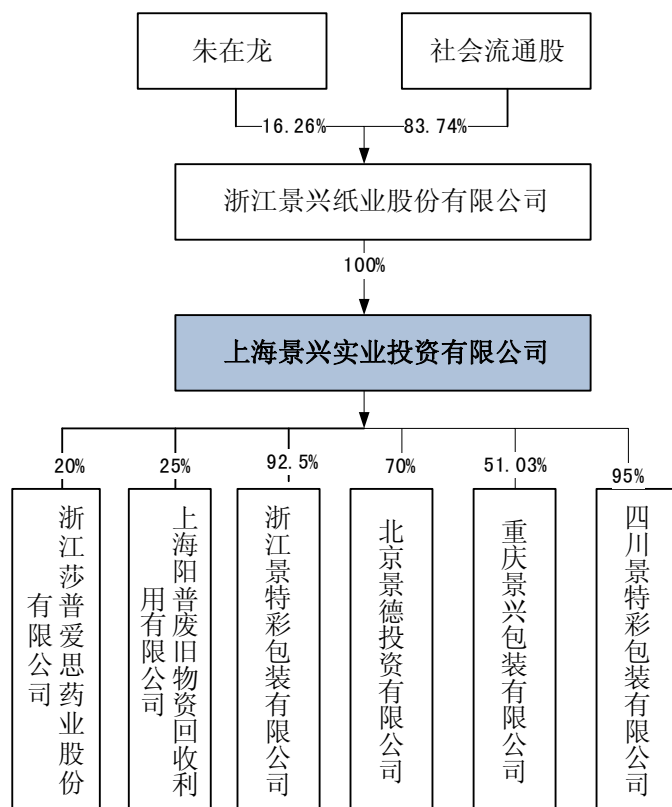 朱在龙
社会流通股
16.26%
83.74%
浙江景兴纸业股份有限公司
100%
上海景兴实业投资有限公司
20%
25%
92.5%
70%
51.03%
95%
浙江莎普爱思药业股份
有限公司
上海阳普废旧物资回收利
用有限公司
浙江景特彩包装有限公司
北京景德投资有限公司
重庆景兴包装有限公司
四川景特彩包装有限公司